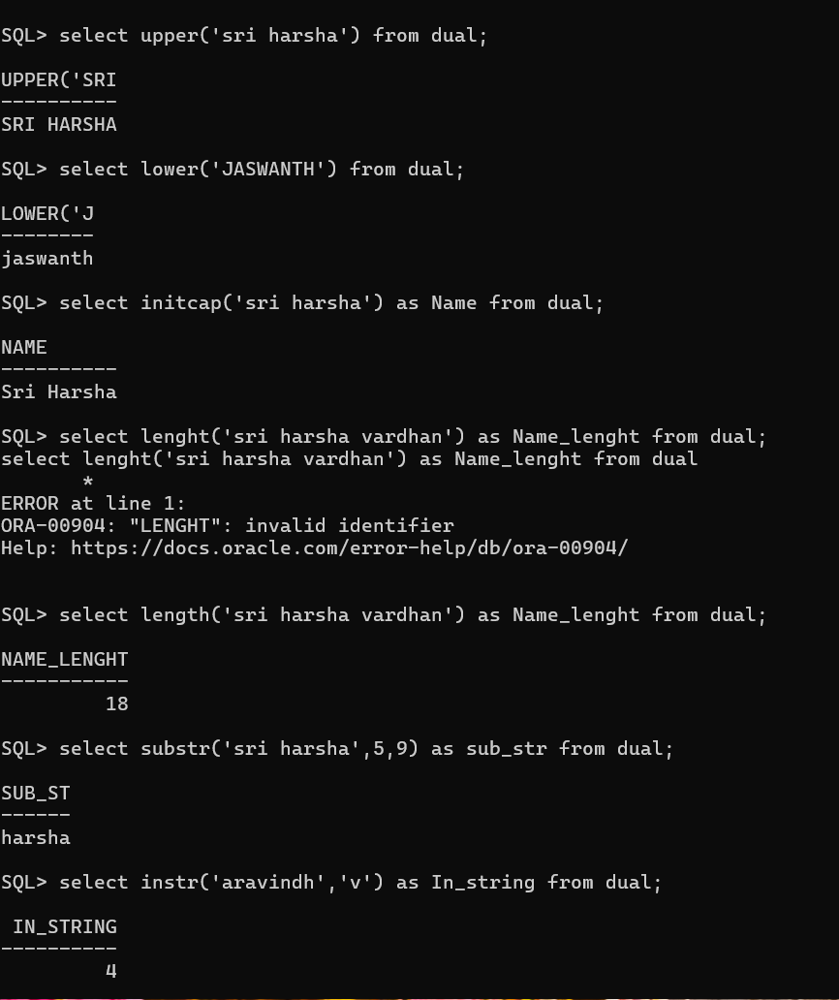 SQL> select upper('sri harsha') from dual;
UPPER('SRI
----------
SRI HARSHA
SQL> select lower('JASWANTH') from dual;
LOWER('J
--------
jaswanth
SQL> select initcap('sri harsha') as Name from dual;
NAME
----------
Sri Harsha
SQL> select lenght('sri harsha vardhan') as Name_lenght from dual;
select lenght('sri harsha vardhan') as Name_lenght from dual
       *
ERROR at line 1:
ORA-00904: "LENGHT": invalid identifier
Help: https://docs.oracle.com/error-help/db/ora-00904/
SQL> select length('sri harsha vardhan') as Name_lenght from dual;
NAME_LENGHT
-----------
         18
SQL> select substr('sri harsha',5,9) as sub_str from dual;
SUB_ST
------
harsha
SQL> select instr('aravindh','v') as In_string from dual;
 IN_STRING
----------
         4